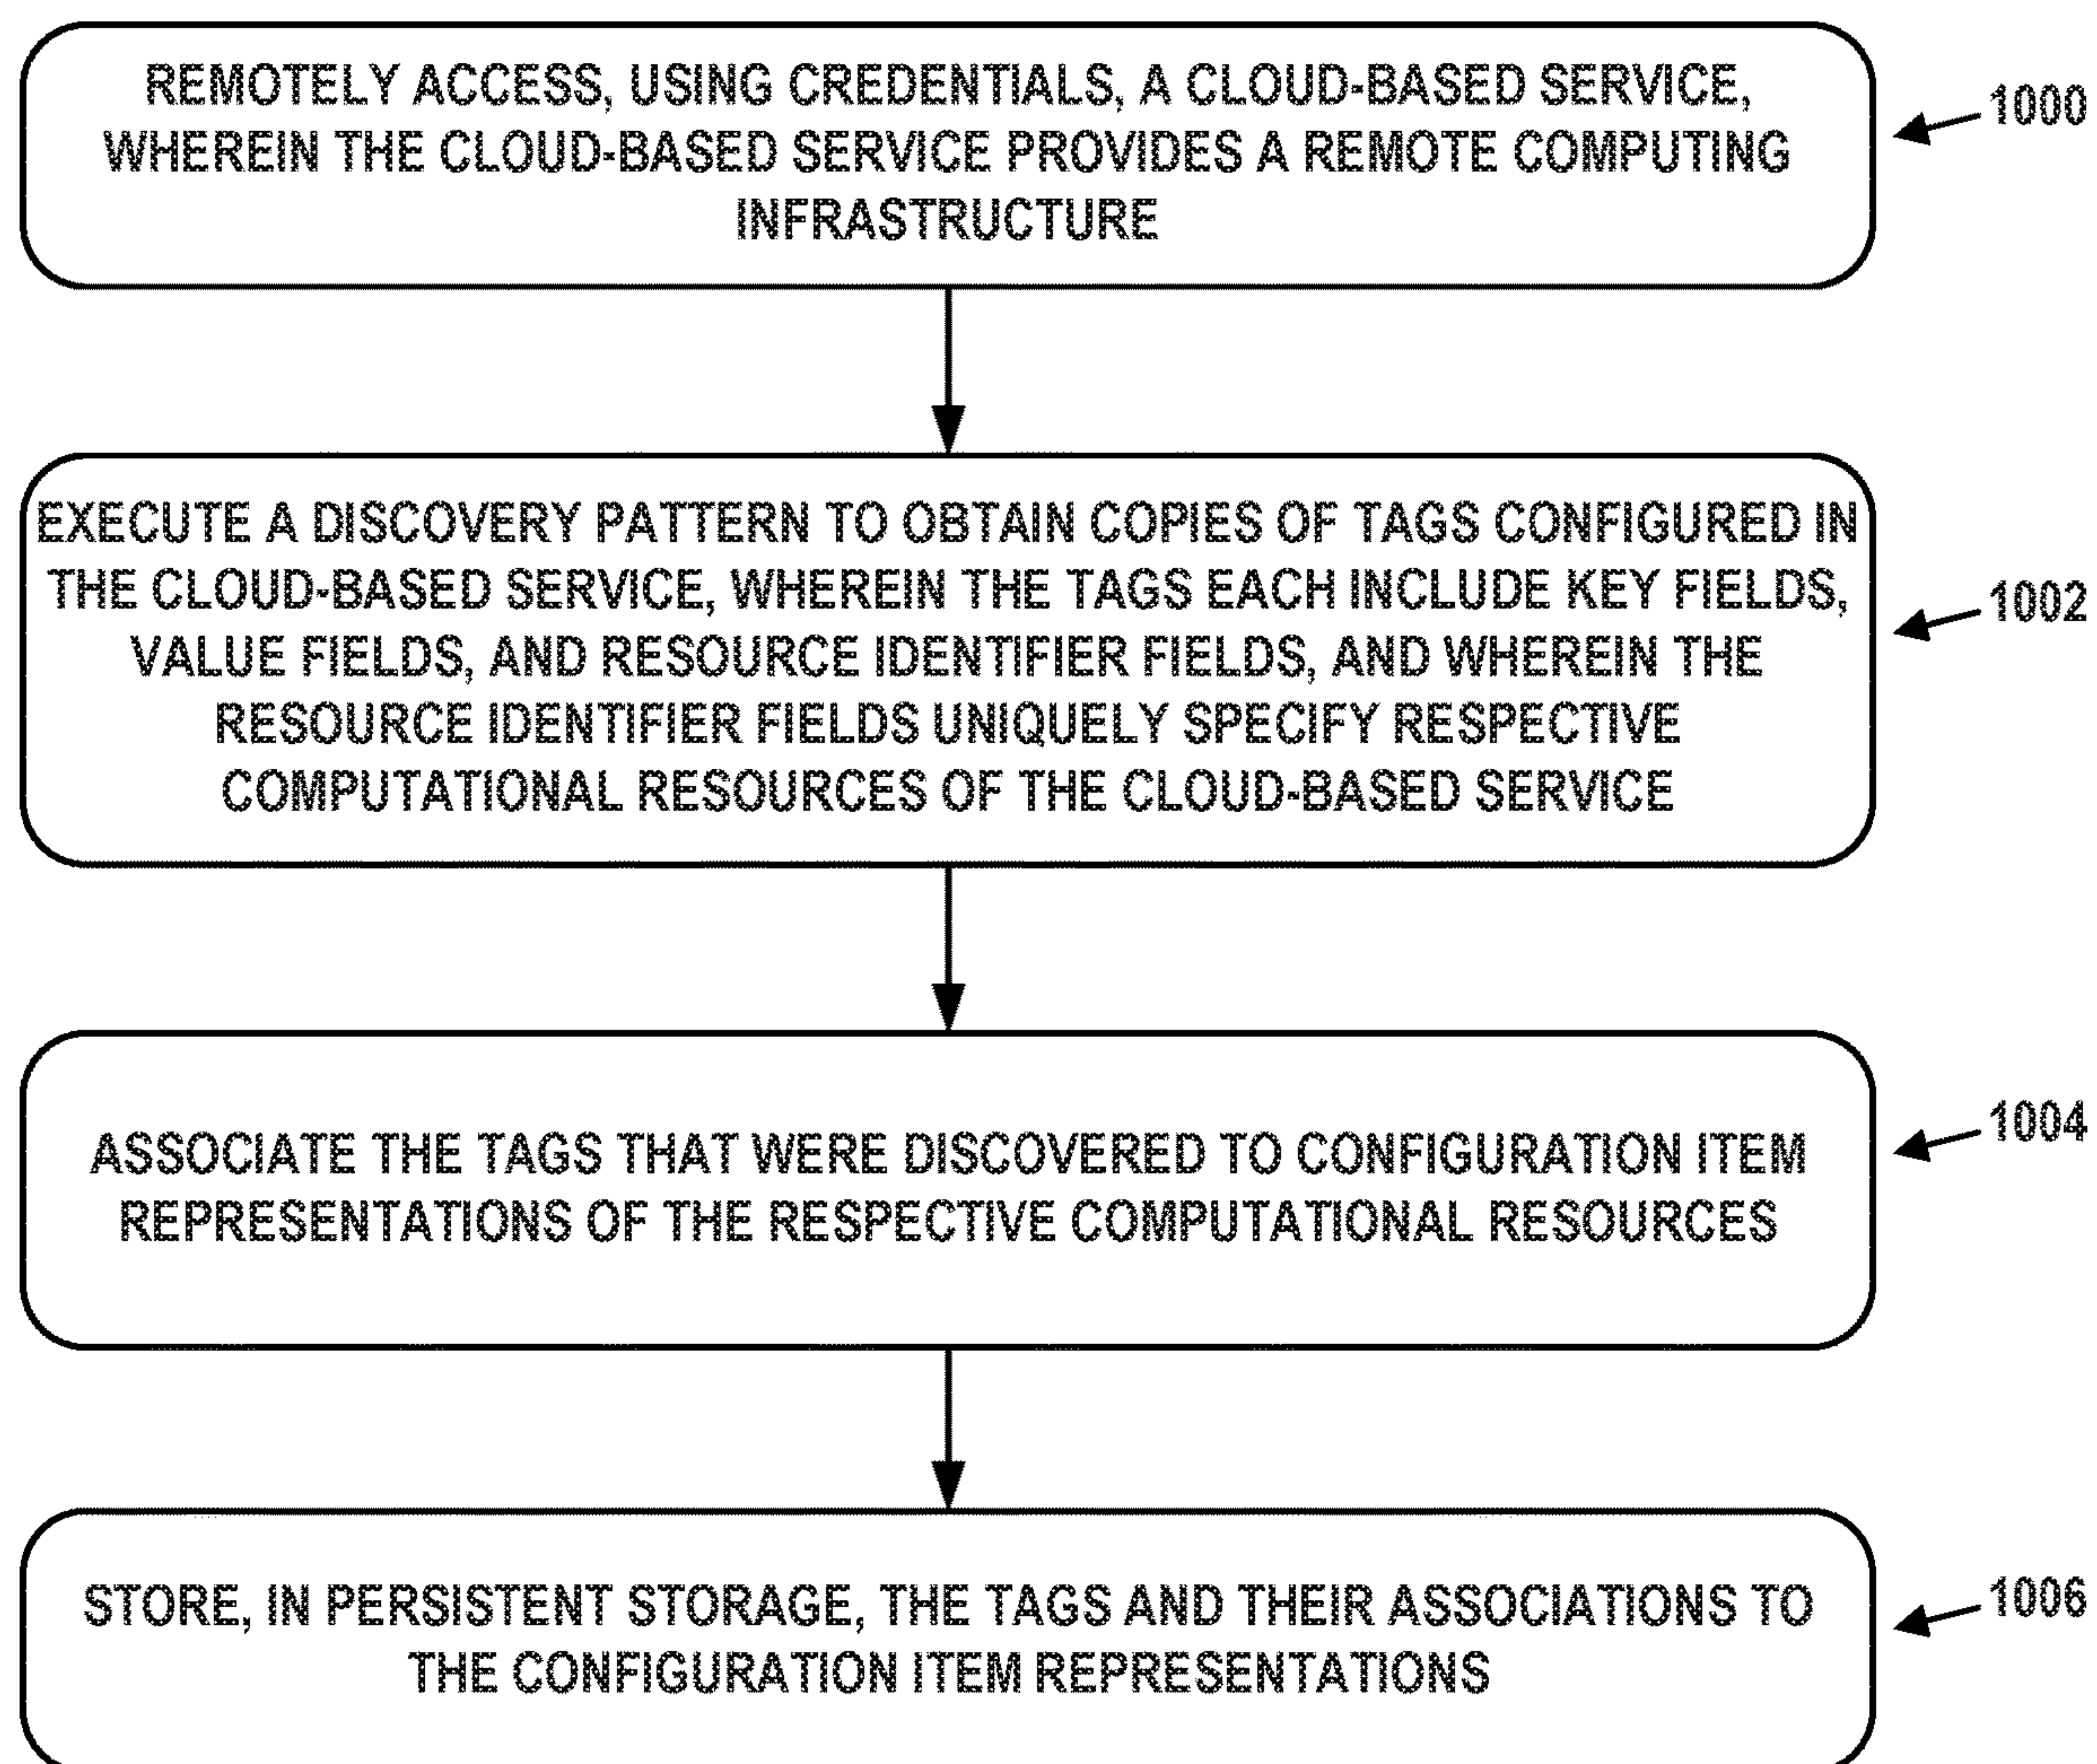 REMOTELY ACCESS, USING CREDENTIALS, A CLOUD-BASED SERVICE,
WHEREIN THE CLOUD-BASED SERVICE PROVIDES A REMOTE COMPUTING
INFRASTRUCTURE
1000
EXECUTE A DISCOVERY PATTERN TO OBTAIN COPIES OF TAGS CONFIGURED IN
THE CLOUD-BASED SERVICE, WHEREIN THE TAGS EACH INCLUDE KEY FIELDS,
VALUE FIELDS, AND RESOURCE IDENTIFIER FIELDS, AND WHEREIN THE
RESOURCE IDENTIFIER FIELDS UNIQUELY SPECIFY RESPECTIVE
COMPUTATIONAL RESOURCES OF THE CLOUD-BASED SERVICE
1002
ASSOCIATE THE TAGS THAT WERE DISCOVERED TO CONFIGURATION ITEM
REPRESENTATIONS OF THE RESPECTIVE COMPUTATIONAL RESOURCES
1004
STORE, IN PERSISTENT STORAGE, THE TAGS AND THEIR ASSOCIATIONS TO
THE CONFIGURATION ITEM REPRESENTATIONS
1006